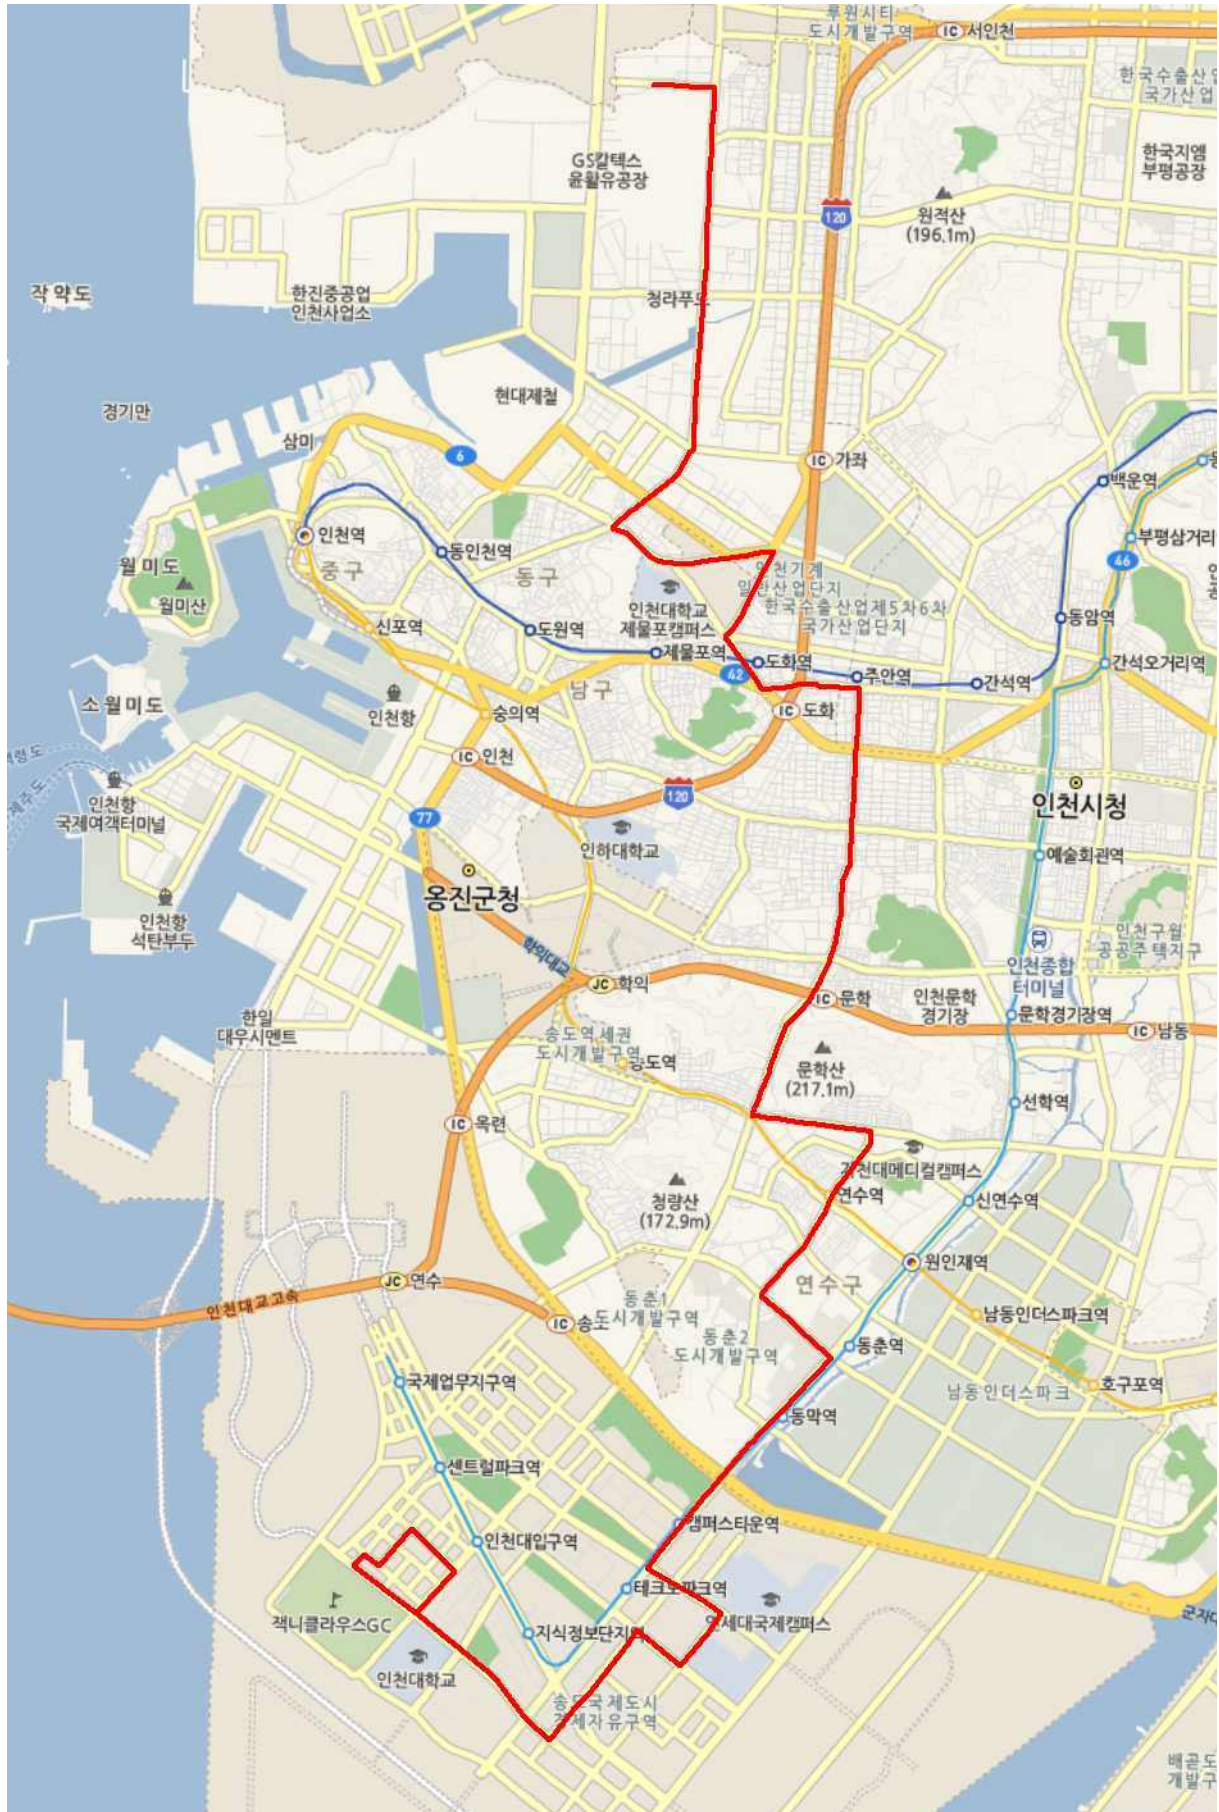 루원시티
도시개발구역
IC 서인천
한국수출산업
국가산업
GS칼텍스
윤활유공장
한국지엠
부평공장
120
원적산
(196.1m)
작약도
한진중공업
인천사업소
청라푸드
현대제철
경기만
삼미
6
IC 가좌
백운역
인천역
동인천역
월미도
월미산
중구
동구
부평삼거리
46
인천기계
일반산업단지
인천대학교
제물포캠퍼스
한국수출산업제5차6차
국가산업단지
신포역
도원역
동암역
제물포역
도화역
간석오거리역
42
주안역
간석역
남구
소월미도
인천항
숭의역
IC 도화
IC 인천
120
인천항
국제여객터미널
77
인천시청
인하대학교
예술회관역
옹진군청
인천항
석탄부두
학익대교
인천구월
공공주택지구
인천종합
터미널
JC 학익
IC 문학
인천문학
경기장
문학경기장역
IC 남동
한일
대우시멘트
송도역세권
도시개발구역
송도역
문학산
(217.1m)
선학역
IC 옥련
가천대메디컬캠퍼스
청량산
(172.9m)
연수역
신연수역
원인재역
JC 연수
인천대교고속
연수구
동춘1
도시개발구역
IC 송도
남동인더스파크역
동춘2
도시개발구역
동춘역
국제업무지구역
남동인더스파크
호구포역
동막역
센트럴파크역
캠퍼스타운역
인천대입구역
테크노파크역
잭니클라우스GC
지식정보단지역
연세대국제캠퍼스
인천대학교
송도국제도시
경제자유구역